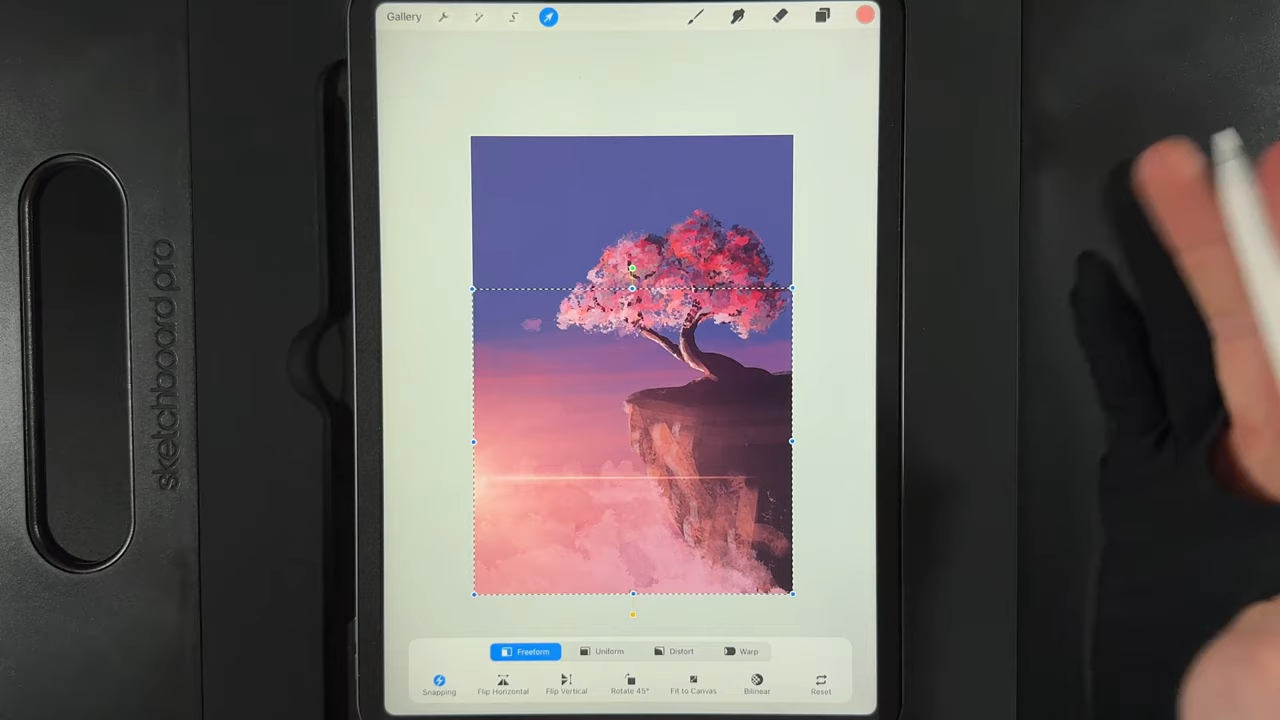 Gallery
sketchboard pro
Freeform Uniform Distort Warp
Snapping Flip Horizontal Flip Vertical Rotate 45° Fit to Canvas Bilinear Reset